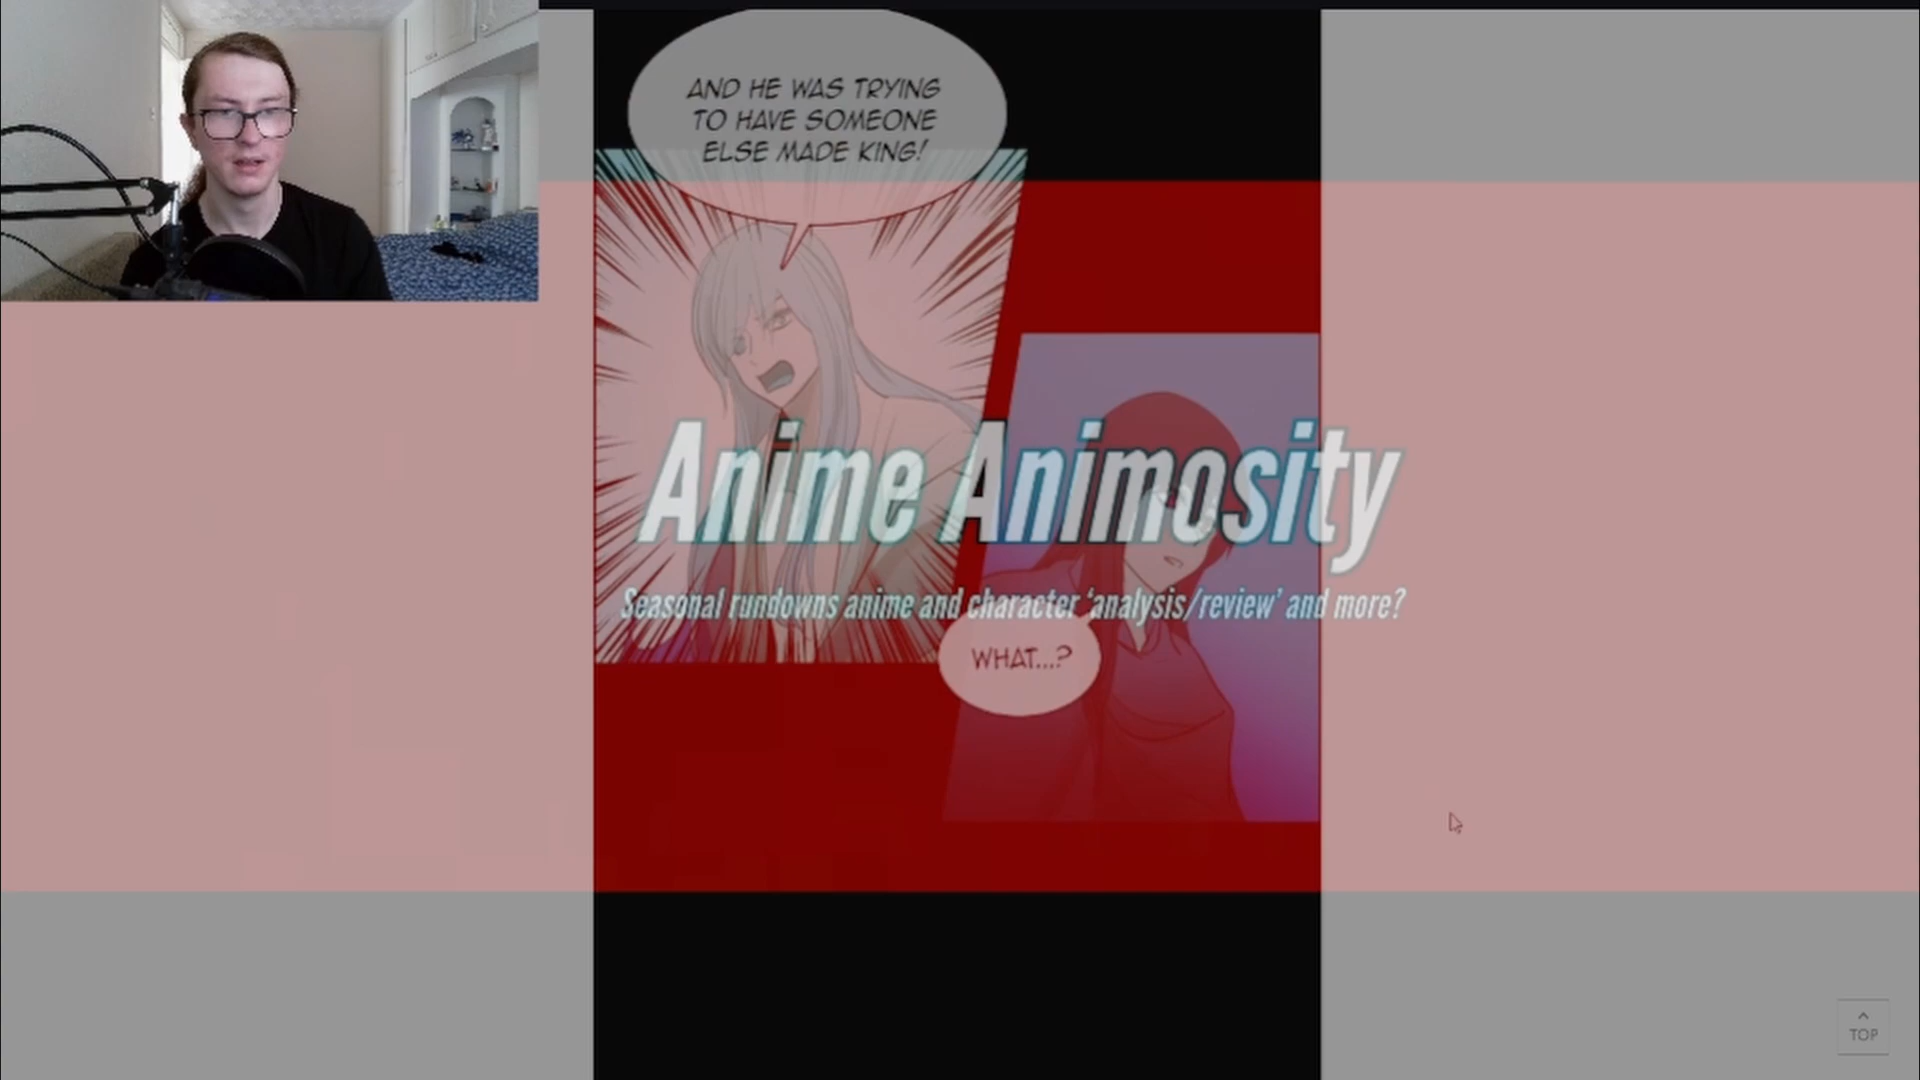 AND HE WAS TRYING
TO HAVE SOMEONE
ELSE MADE KING!
Anime Animosity
Seasonal rundowns anime and character 'analysis/review' and more?
WHAT...?
TOP